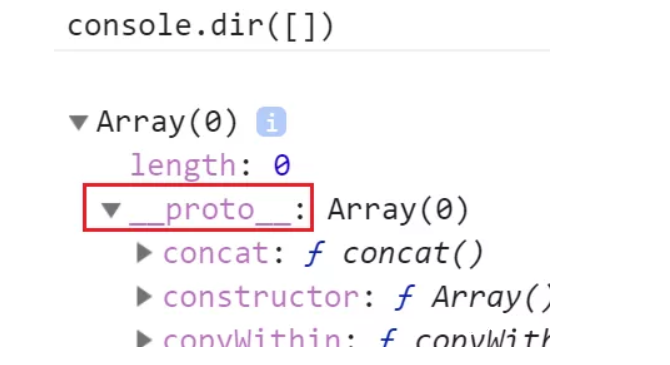 console.dir([])
▼ Array(0) i
length: 0
▼ __proto__: Array(0)
▶ concat: ƒ concat()
▶ constructor: ƒ Array()
▶ copyWithin: ƒ copyWith